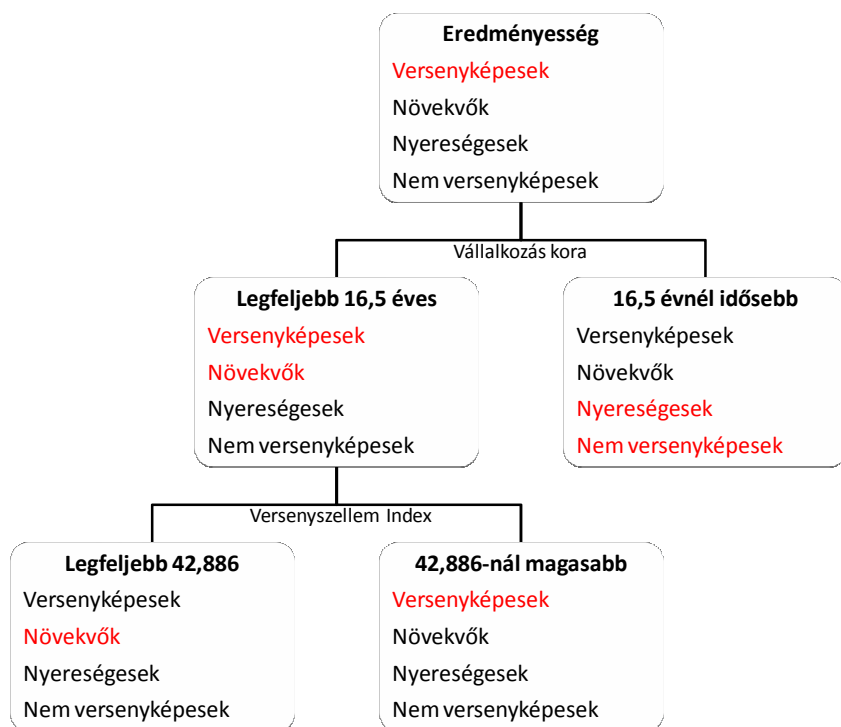 Eredményesség
Versenyképesek
Növekvők
Nyereségesek
Nem versenyképesek
Vállalkozás kora
Legfeljebb 16,5 éves
Versenyképesek
Növekvők
Nyereségesek
Nem versenyképesek
16,5 évnél idősebb
Versenyképesek
Növekvők
Nyereségesek
Nem versenyképesek
Versenyszellem Index
Legfeljebb 42,886
Versenyképesek
Növekvők
Nyereségesek
Nem versenyképesek
42,886-nál magasabb
Versenyképesek
Növekvők
Nyereségesek
Nem versenyképesek